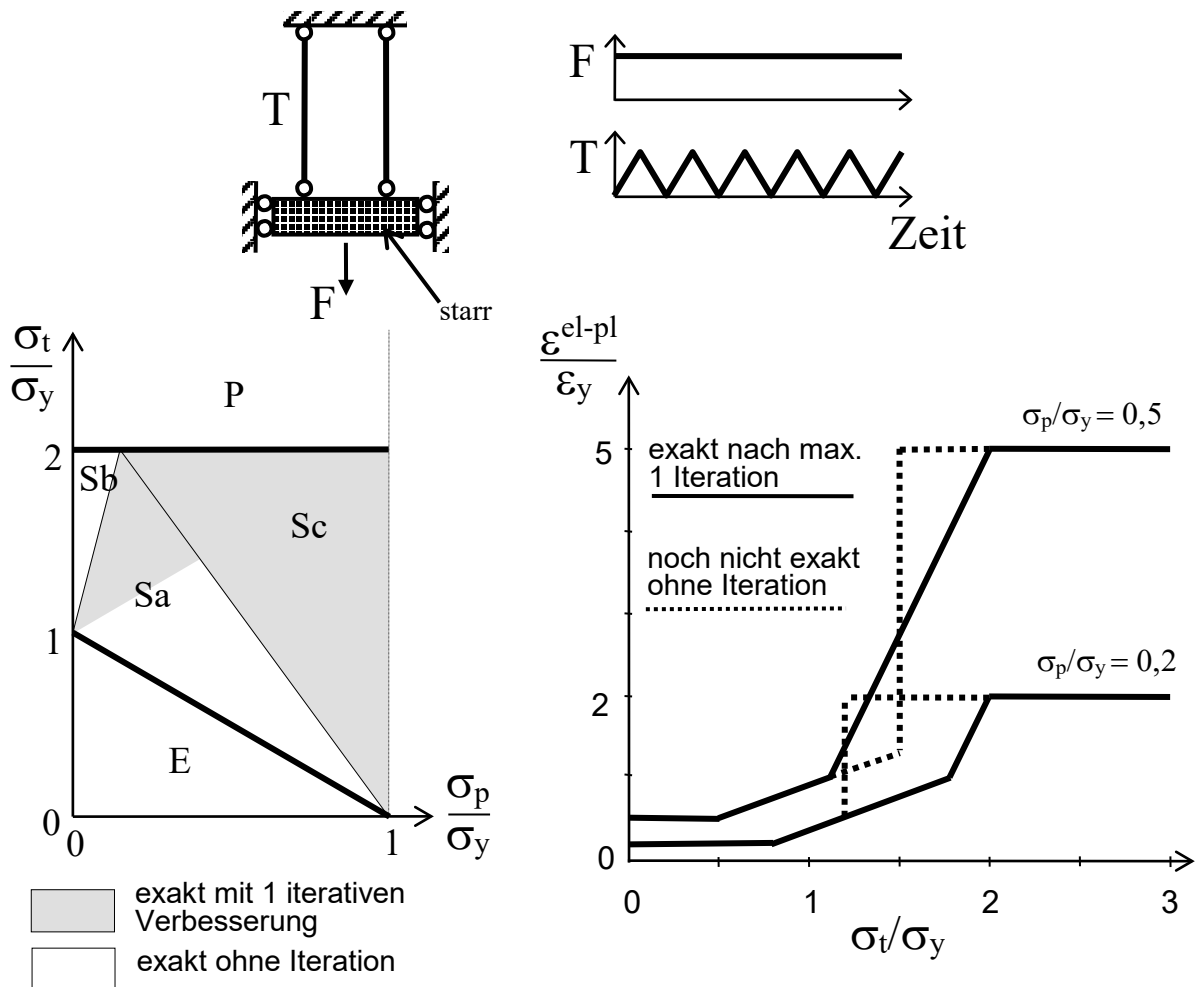 F
T
T
Zeit
F
starr
σt/σy
P
2
Sb
Sc
Sa
1
E
0
0
1
σp/σy
exakt mit 1 iterativen
Verbesserung
exakt ohne Iteration
ε^el-pl/εy
σp/σy = 0,5
5
exakt nach max.
1 Iteration
noch nicht exakt
ohne Iteration
σp/σy = 0,2
2
0
0
1
2
3
σt/σy